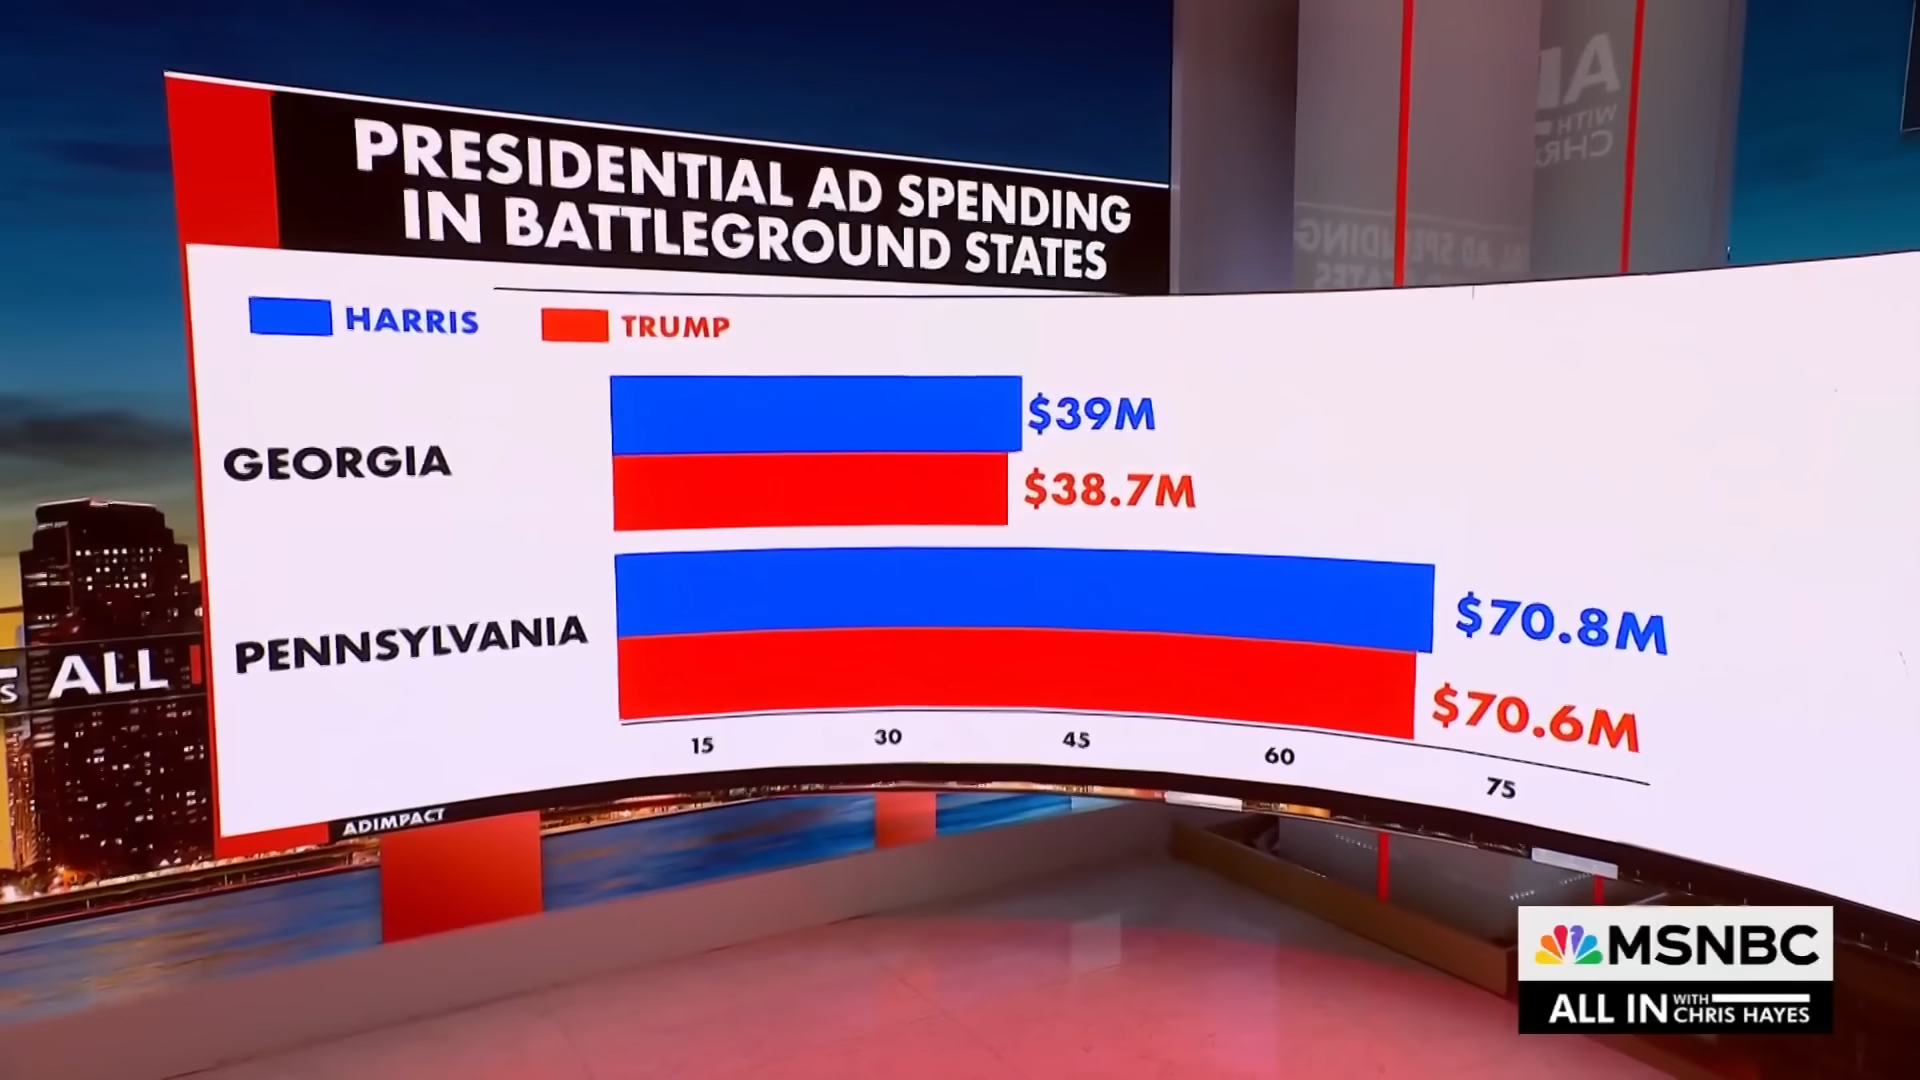 PRESIDENTIAL AD SPENDING
IN BATTLEGROUND STATES
HARRIS
TRUMP
GEORGIA
$39M
$38.7M
PENNSYLVANIA
$70.8M
$70.6M
15 30 45 60 75
ADIMPACT
ALL
MSNBC
ALL IN WITH CHRIS HAYES